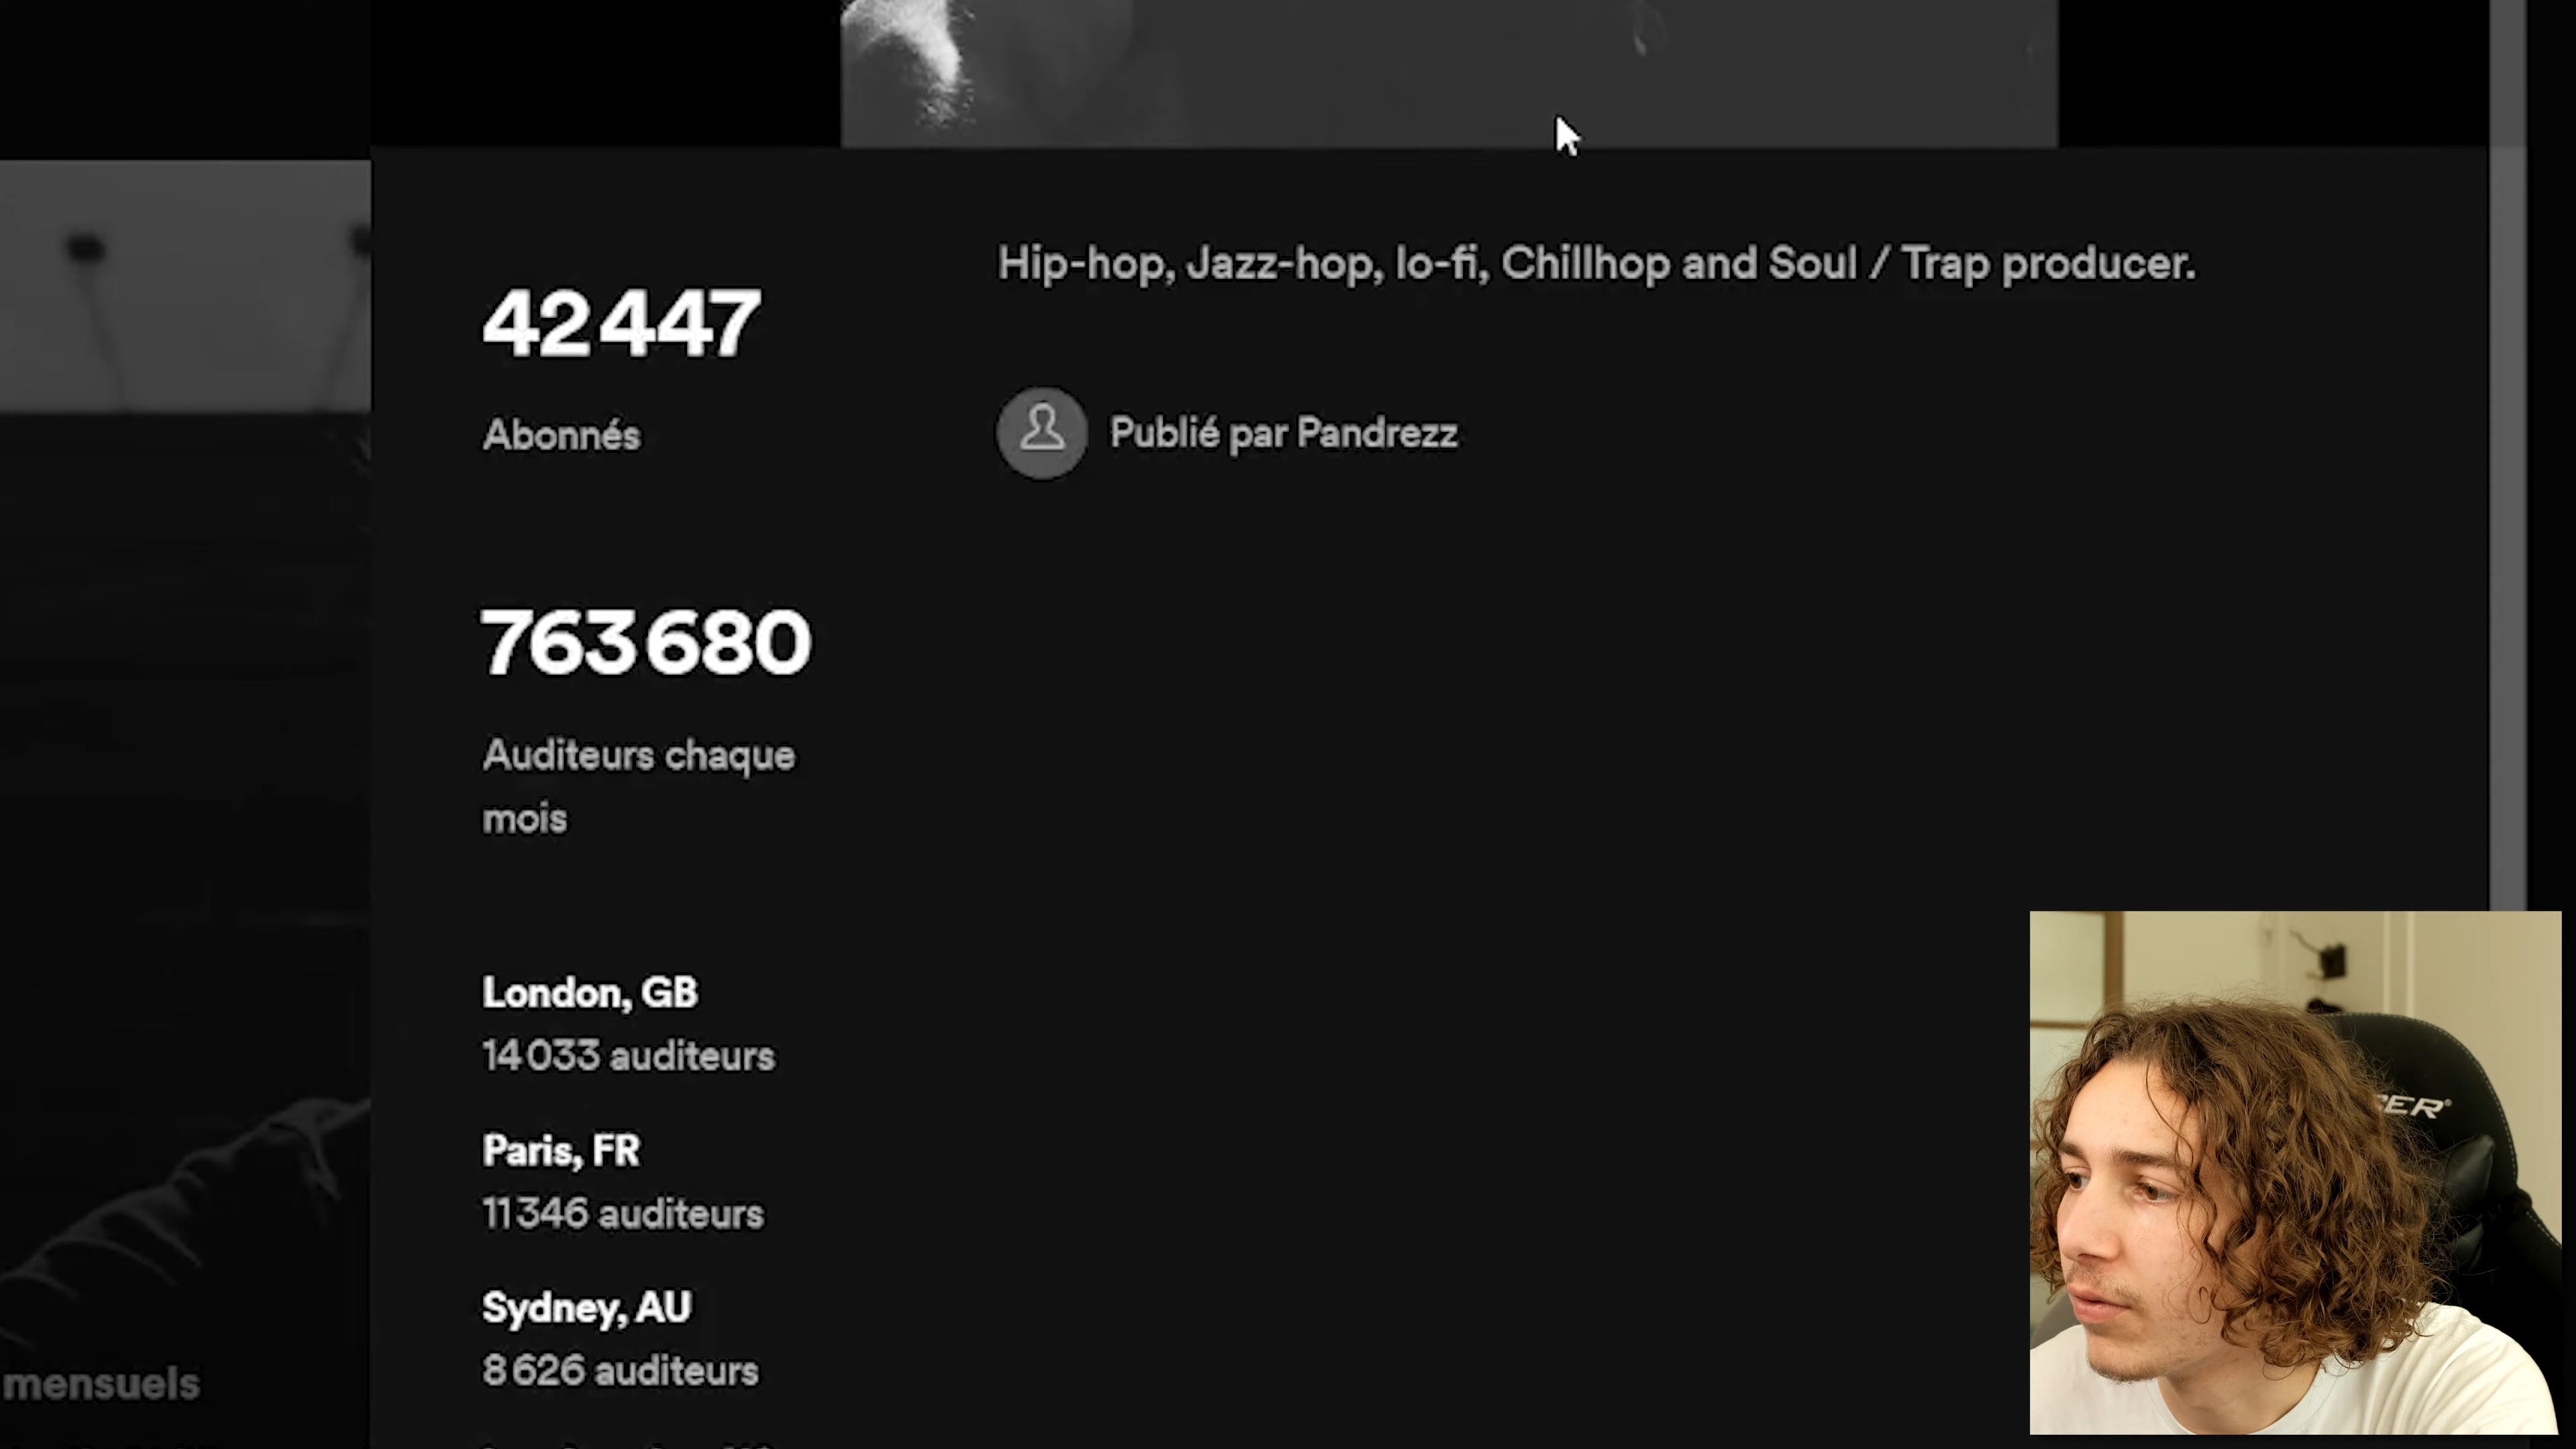 42 447
Abonnés
763 680
Auditeurs chaque
mois
London, GB
14 033 auditeurs
Paris, FR
11 346 auditeurs
Sydney, AU
8 626 auditeurs
Hip-hop, Jazz-hop, lo-fi, Chillhop and Soul / Trap producer.
Publié par Pandrezz
mensuels